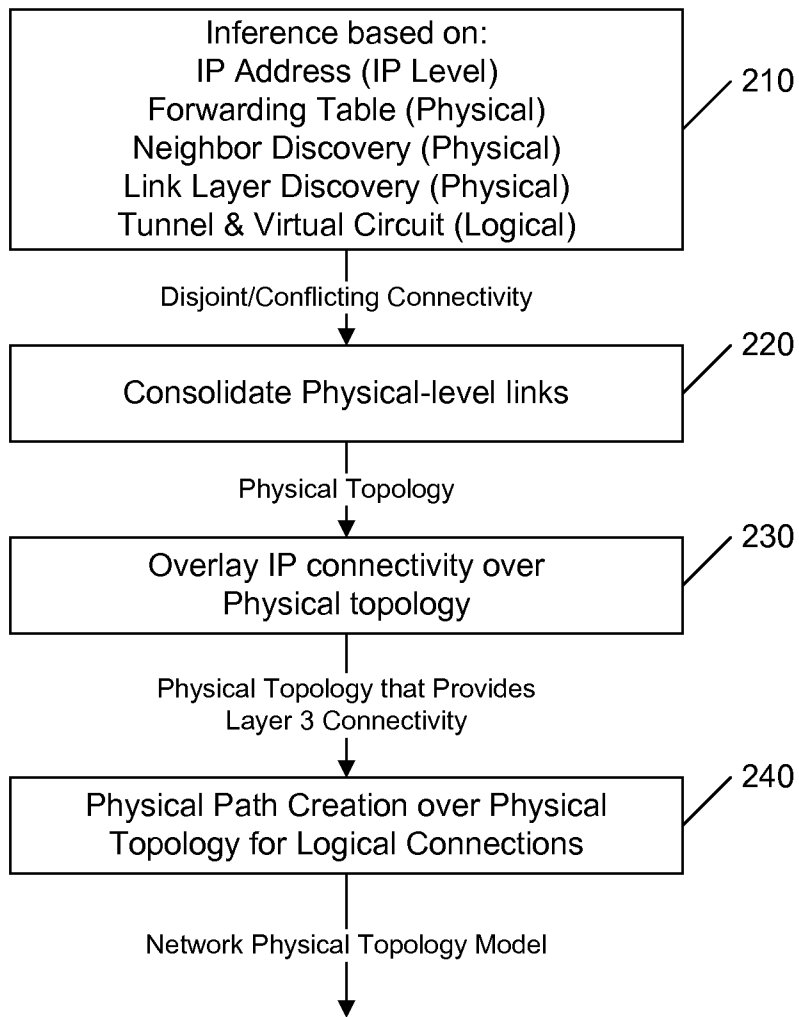 Inference based on:
IP Address (IP Level)
Forwarding Table (Physical)
Neighbor Discovery (Physical)
Link Layer Discovery (Physical)
Tunnel & Virtual Circuit (Logical)
210
Disjoint/Conflicting Connectivity
220
Consolidate Physical-level links
Physical Topology
230
Overlay IP connectivity over
Physical topology
Physical Topology that Provides
Layer 3 Connectivity
240
Physical Path Creation over Physical
Topology for Logical Connections
Network Physical Topology Model